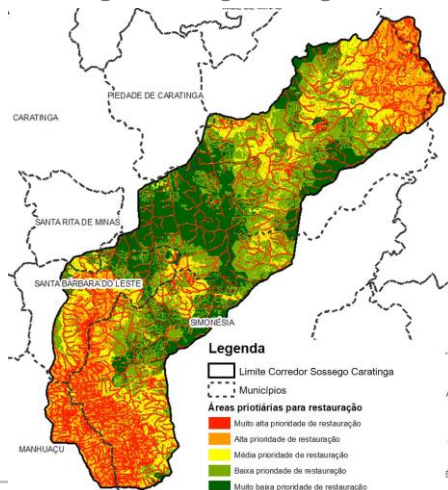 PIEDADE DE CARATINGA
CARATINGA
SANTA RITA DE MINAS
SANTA BÁRBARA DO LESTE
SIMONÉSIA
MANHUAÇU
Legenda
Limite Corredor Sossego Caratinga
Municípios
Áreas priotiárias para restauração
Muito alta prioridade de restauração
Alta prioridade de restauração
Média prioridade de restauração
Baixa prioridade de restauração
Muito baixa prioridade de restauração